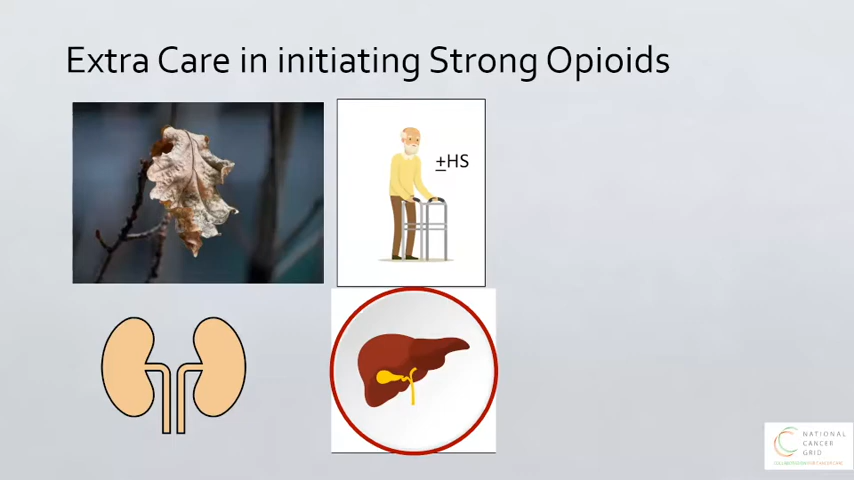 Extra Care in initiating Strong Opioids
±HS
NATIONAL
CANCER
GRID